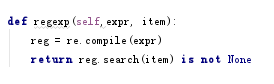 def regexp(self,expr, item):
    reg = re.compile(expr)
    return reg.search(item) is not None